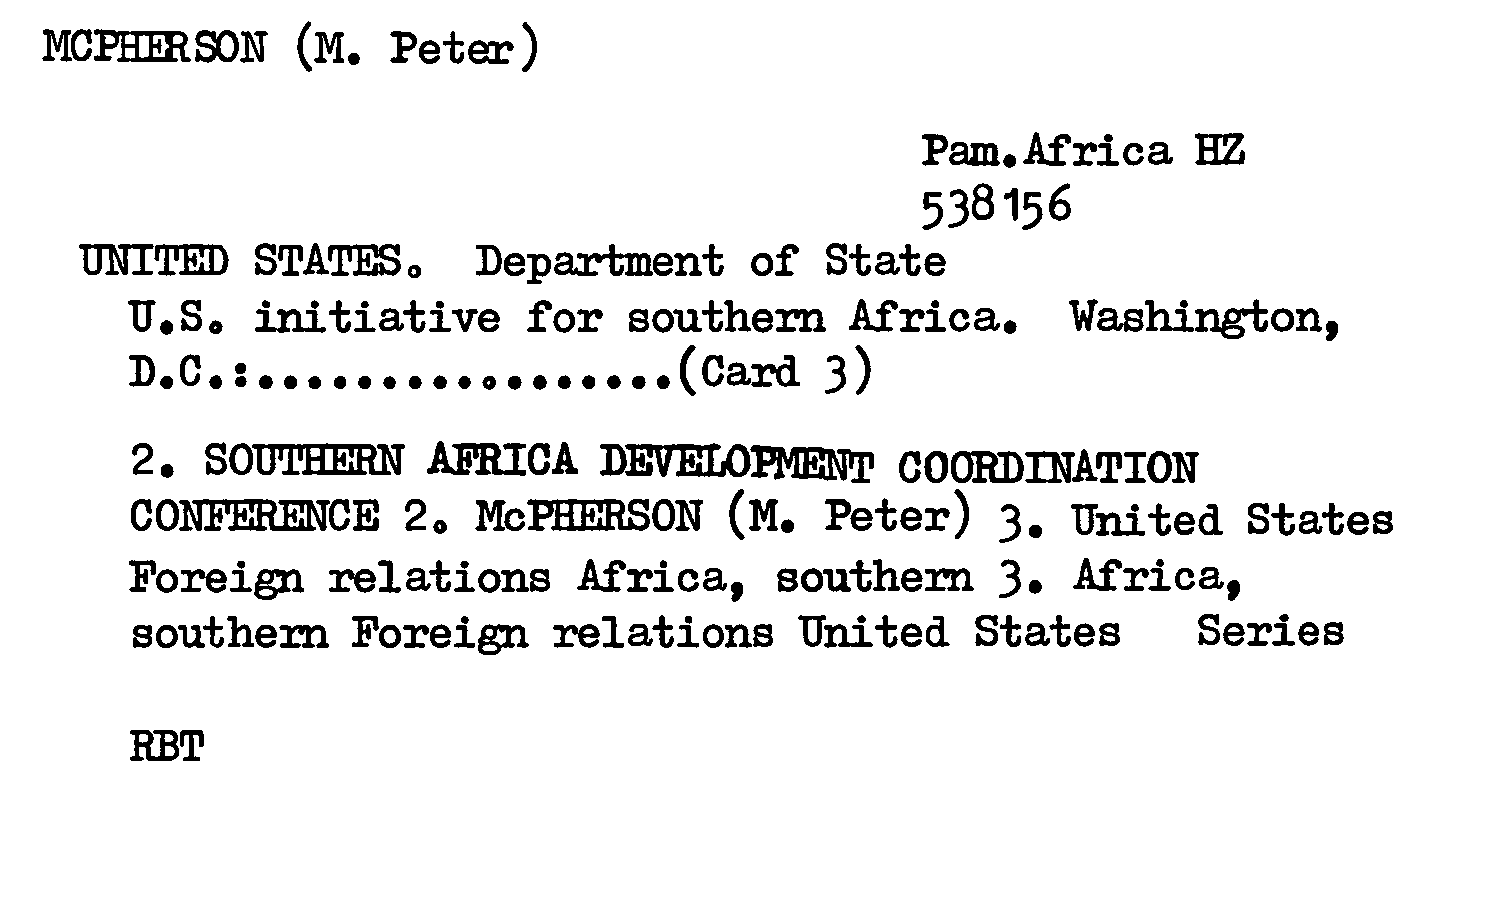 MCPHERSON (M. Peter)
Pam.Africa HZ
538156
UNITED STATES. Department of State
U.S. initiative for southern Africa. Washington,
D.C.:.................(Card 3)
2. SOUTHERN AFRICA DEVELOPMENT COORDINATION
CONFERENCE 2. McPHERSON (M. Peter) 3. United States
Foreign relations Africa, southern 3. Africa,
southern Foreign relations United States Series
RBT